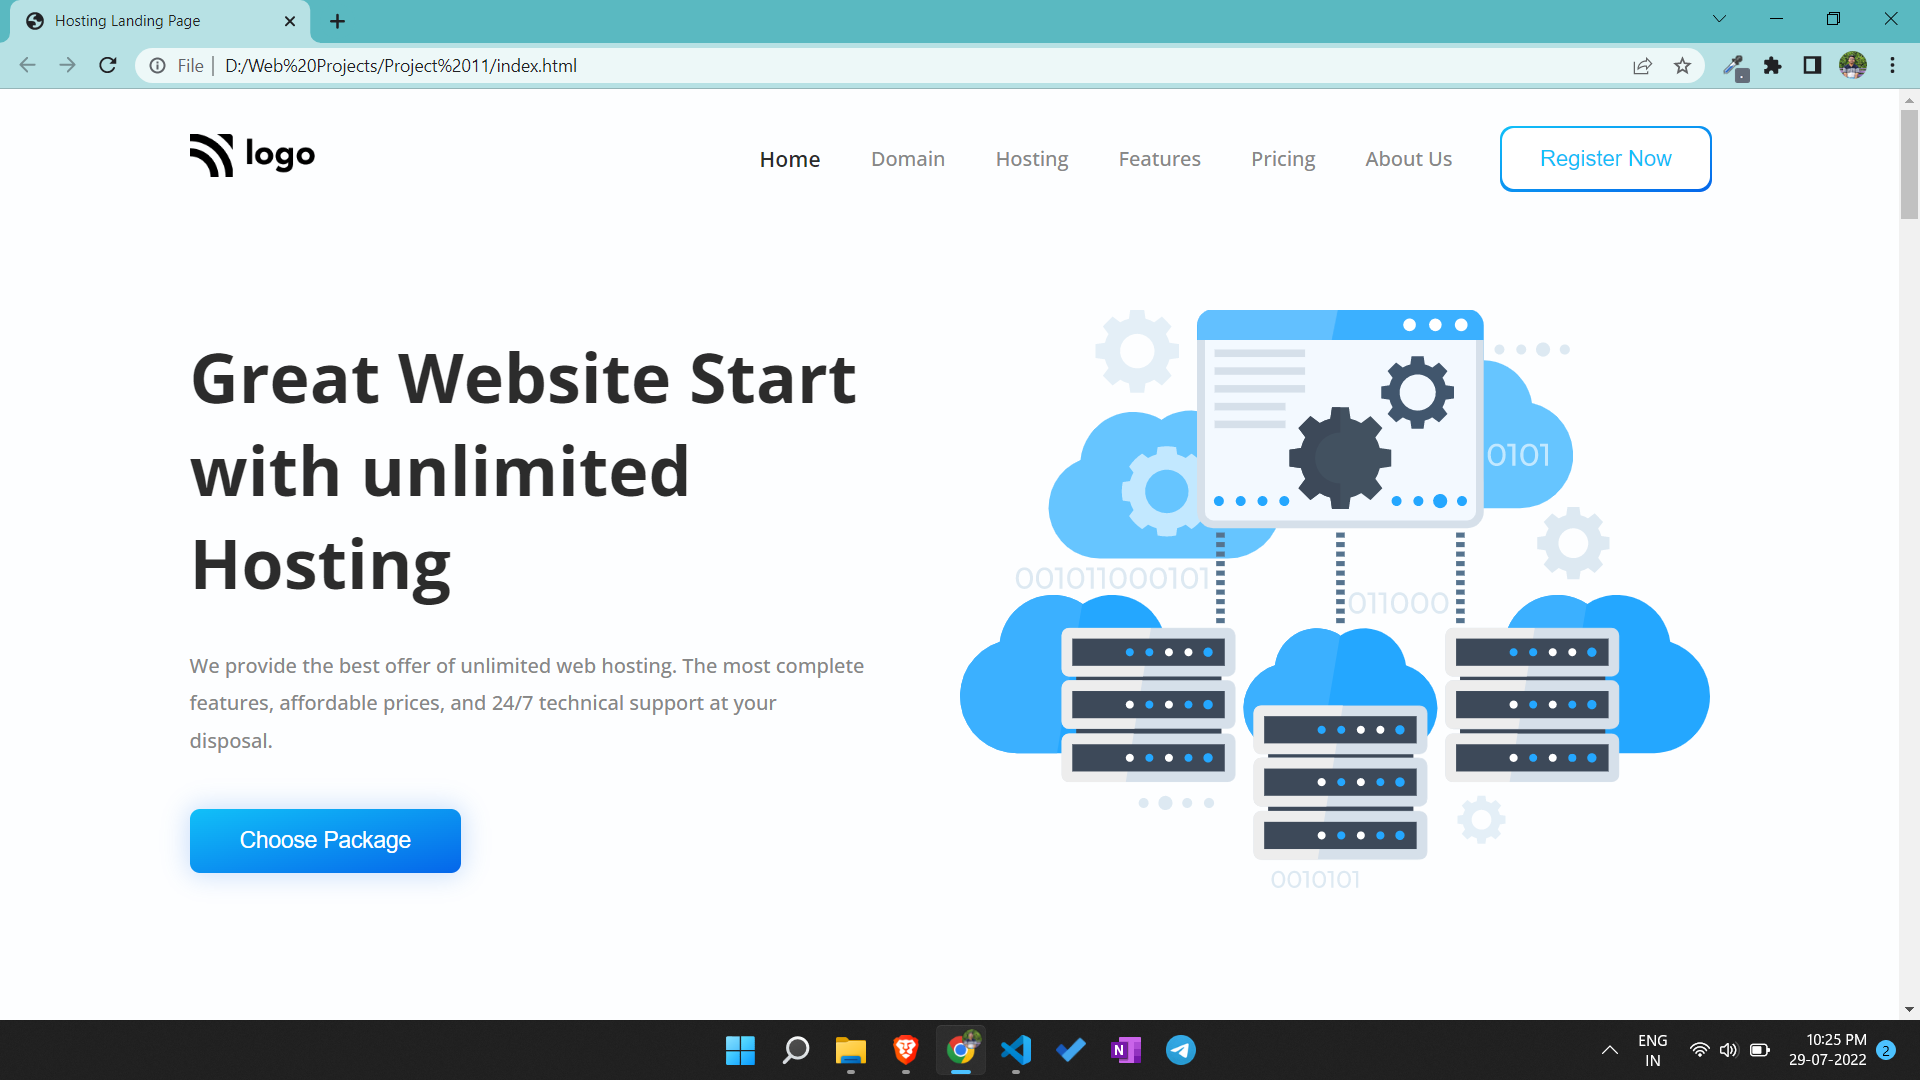 Hosting Landing Page
File
D:/Web%20Projects/Project%2011/index.html
logo
Home
Domain
Hosting
Features
Pricing
About Us
Register Now
Great Website Start
with unlimited
Hosting
We provide the best offer of unlimited web hosting. The most complete
features, affordable prices, and 24/7 technical support at your
disposal.
Choose Package
0101
001011000101
011000
0010101
N
ENG
IN
10:25 PM
29-07-2022
2